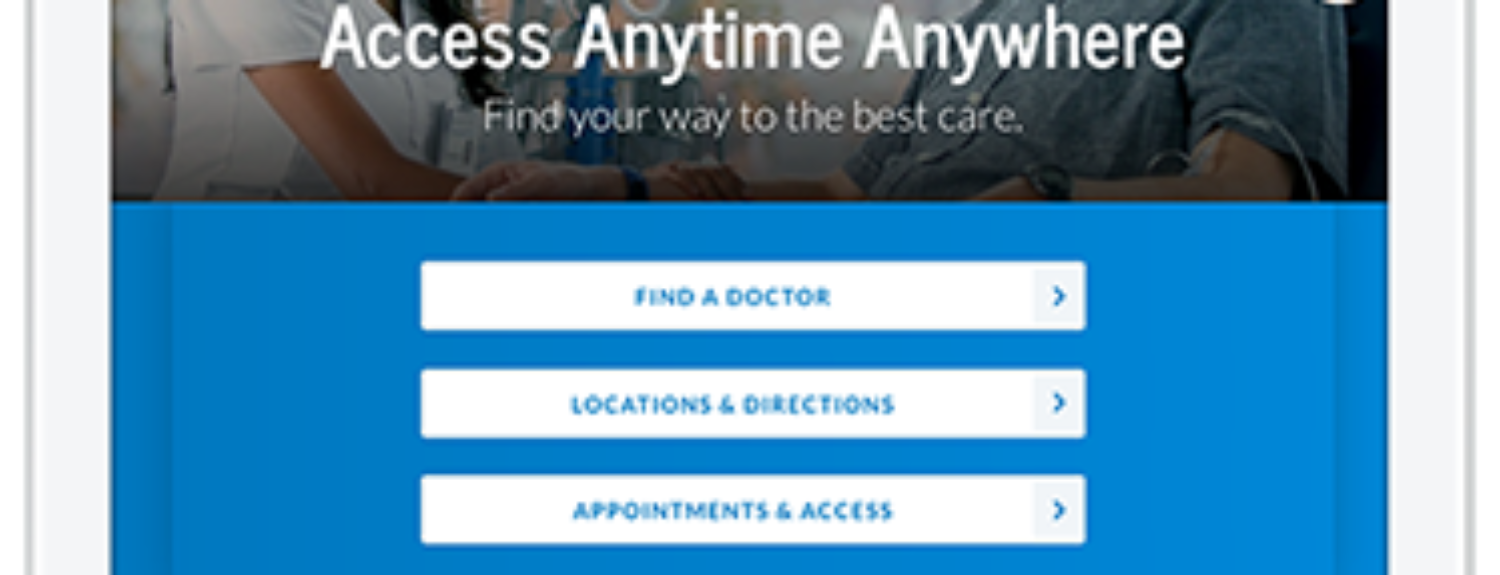 Access Anytime Anywhere
Find your way to the best care.
FIND A DOCTOR
LOCATIONS & DIRECTIONS
APPOINTMENTS & ACCESS